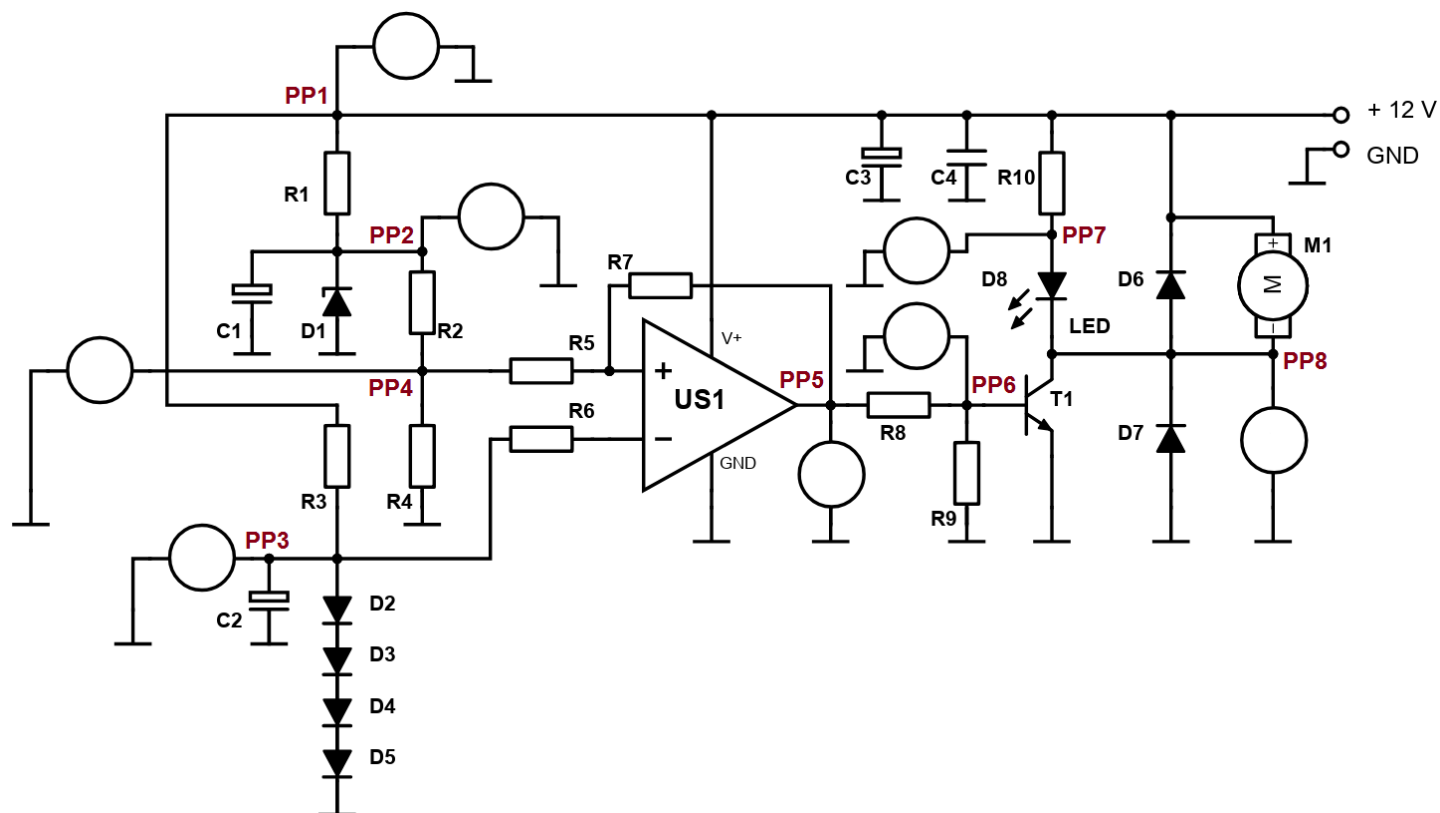 PP1
+ 12 V
GND
C3
C4
R10
R1
PP2
PP7
M1
R7
D8
D6
M
C1
D1
R2
LED
V+
R5
PP4
PP5
PP6
T1
PP8
+
US1
R6
−
R8
D7
GND
R3
R4
R9
PP3
D2
C2
D3
D4
D5